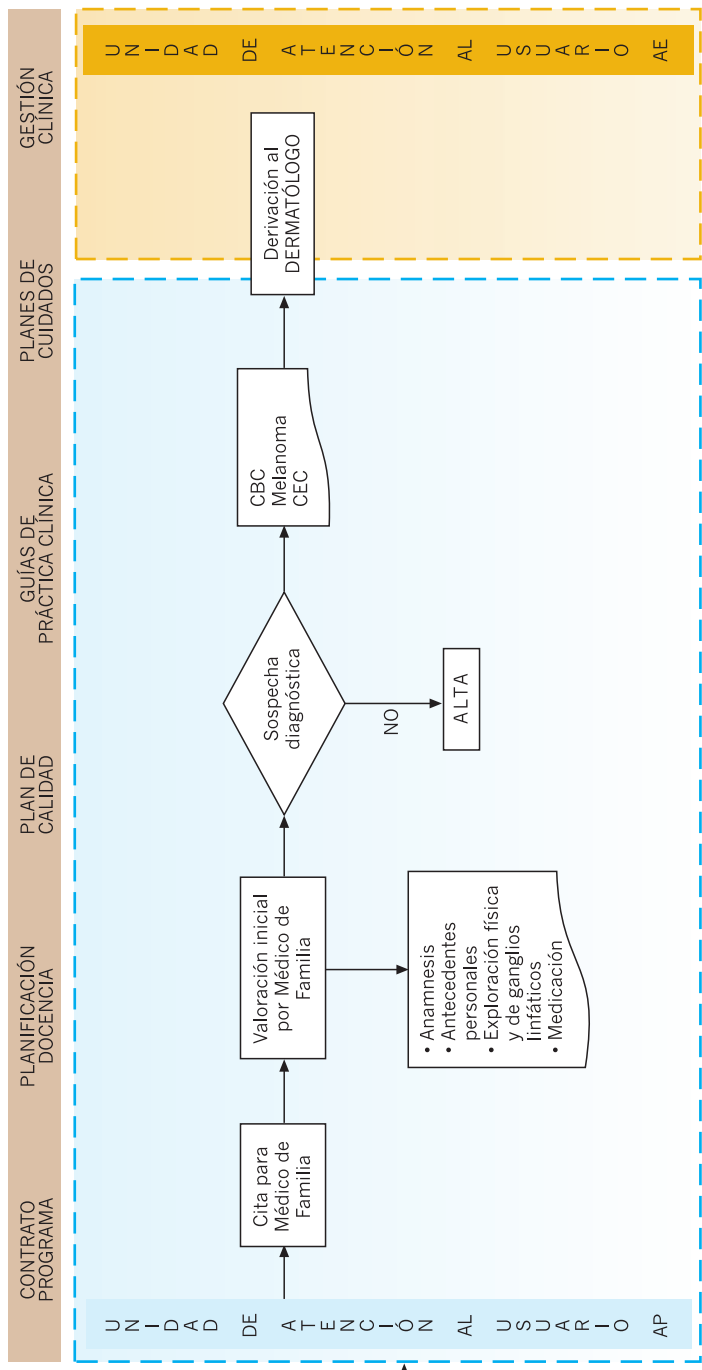 CONTRATO
PROGRAMA
PLANIFICACIÓN
DOCENCIA
PLAN DE
CALIDAD
GUÍAS DE
PRÁCTICA CLÍNICA
PLANES DE
CUIDADOS
GESTIÓN
CLÍNICA
UNIDAD DE ATENCIÓN AL USUARIO AP
Cita para
Médico de
Familia
Valoración inicial
por Médico de
Familia
• Anamnesis
• Antecedentes
personales
• Exploración física
y de ganglios
linfáticos
• Medicación
Sospecha
diagnóstica
NO
ALTA
CBC
Melanoma
CEC
Derivación al
DERMATÓLOGO
UNIDAD DE ATENCIÓN AL USUARIO AE